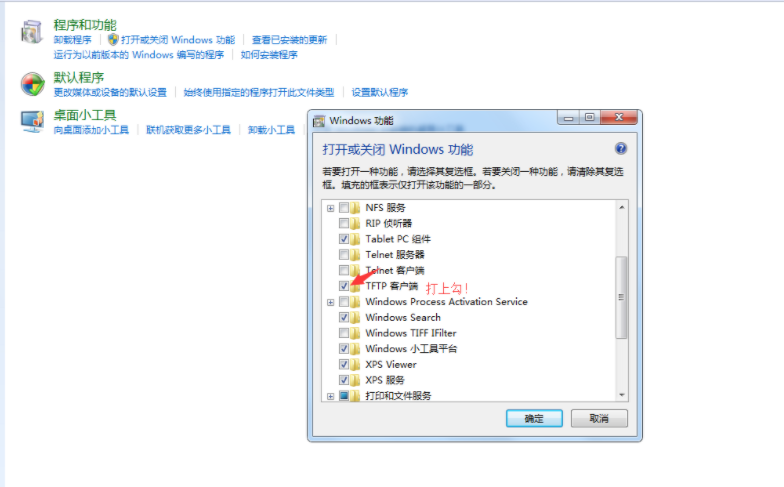 程序和功能
卸载程序 打开或关闭 Windows 功能 查看已安装的更新
运行为以前版本的 Windows 编写的程序 如何安装程序
默认程序
更改媒体或设备的默认设置 始终使用指定的程序打开此文件类型 设置默认程序
桌面小工具
向桌面添加小工具 联机获取更多小工具 卸载小工具
Windows 功能
打开或关闭 Windows 功能
若要打开一种功能，请选择其复选框。若要关闭一种功能，请清除其复选
框。填充的框表示仅打开该功能的一部分。
NFS 服务
RIP 侦听器
Tablet PC 组件
Telnet 服务器
Telnet 客户端
TFTP 客户端 打上勾！
Windows Process Activation Service
Windows Search
Windows TIFF IFilter
Windows 小工具平台
XPS Viewer
XPS 服务
打印和文件服务
确定 取消